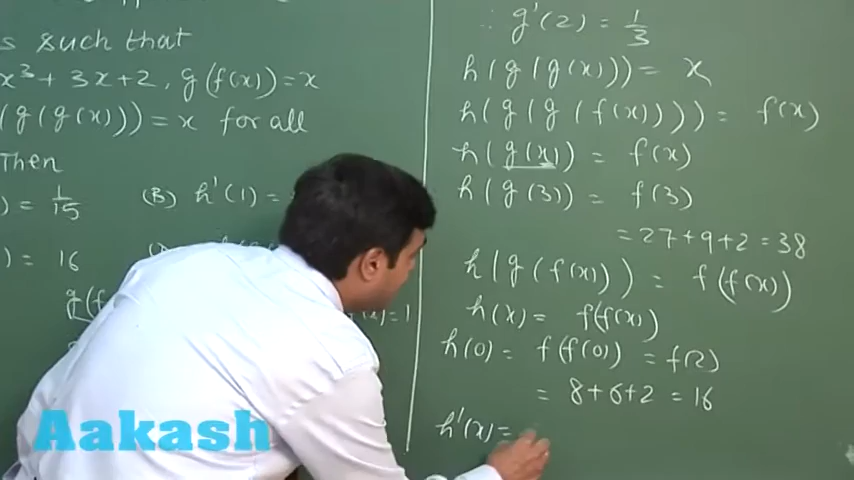 s such that
x³ + 3x + 2, g(f(x)) = x
(g(g(x))) = x for all
Then
) = 1/15 (B) h'(1) =
) = 16
g(f
) = 1
∴ g'(2) = 1/3
h(g(g(x))) = x
h(g(g(f(x)))) = f(x)
h(g(x)) = f(x)
h(g(3)) = f(3)
= 27+9+2 = 38
h(g(f(x))) = f(f(x))
h(x) = f(f(x))
h(0) = f(f(0)) = f(2)
= 8+6+2 = 16
h'(x) =
Aakash